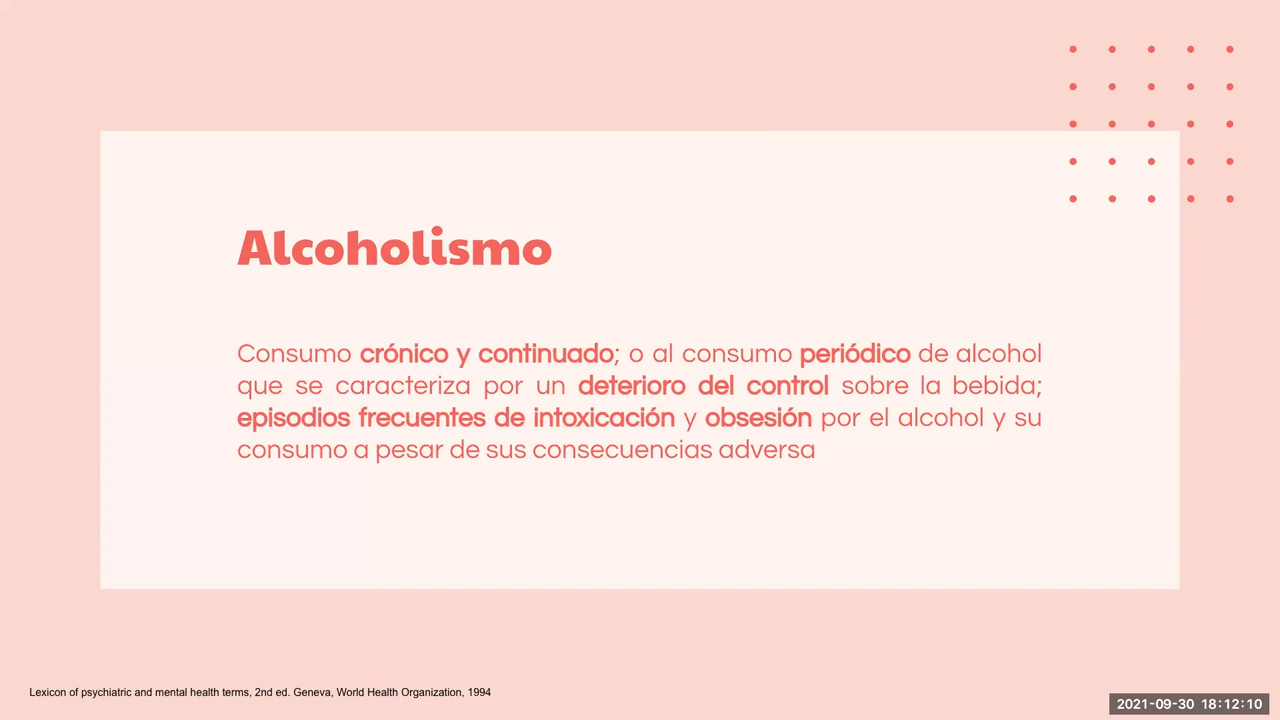 Alcoholismo
Consumo crónico y continuado; o al consumo periódico de alcohol
que se caracteriza por un deterioro del control sobre la bebida;
episodios frecuentes de intoxicación y obsesión por el alcohol y su
consumo a pesar de sus consecuencias adversa
Lexicon of psychiatric and mental health terms, 2nd ed. Geneva, World Health Organization, 1994
2021-09-30 18:12:10